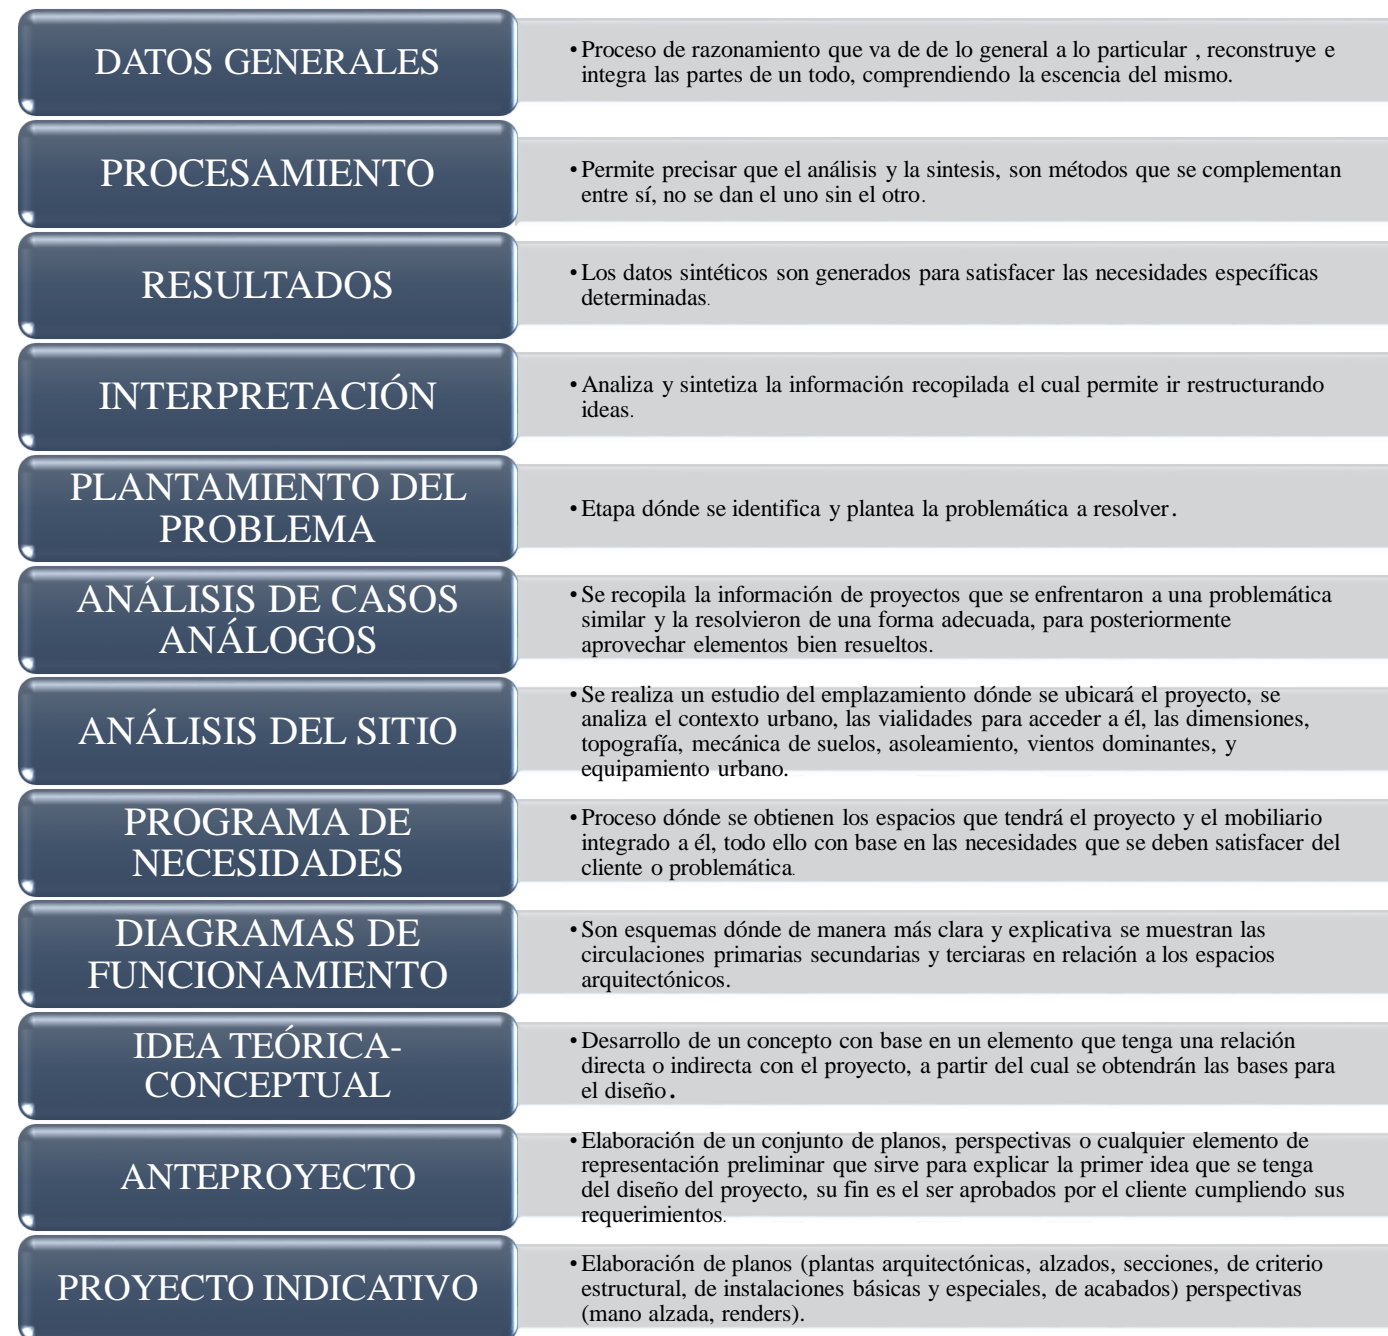 DATOS GENERALES
• Proceso de razonamiento que va de de lo general a lo particular , reconstruye e
integra las partes de un todo, comprendiendo la escencia del mismo.
PROCESAMIENTO
• Permite precisar que el análisis y la sintesis, son métodos que se complementan
entre sí, no se dan el uno sin el otro.
RESULTADOS
• Los datos sintéticos son generados para satisfacer las necesidades específicas
determinadas.
INTERPRETACIÓN
• Analiza y sintetiza la información recopilada el cual permite ir restructurando
ideas.
PLANTAMIENTO DEL
PROBLEMA
• Etapa dónde se identifica y plantea la problemática a resolver.
ANÁLISIS DE CASOS
ANÁLOGOS
• Se recopila la información de proyectos que se enfrentaron a una problemática
similar y la resolvieron de una forma adecuada, para posteriormente
aprovechar elementos bien resueltos.
ANÁLISIS DEL SITIO
• Se realiza un estudio del emplazamiento dónde se ubicará el proyecto, se
analiza el contexto urbano, las vialidades para acceder a él, las dimensiones,
topografía, mecánica de suelos, asoleamiento, vientos dominantes, y
equipamiento urbano.
PROGRAMA DE
NECESIDADES
• Proceso dónde se obtienen los espacios que tendrá el proyecto y el mobiliario
integrado a él, todo ello con base en las necesidades que se deben satisfacer del
cliente o problemática.
DIAGRAMAS DE
FUNCIONAMIENTO
• Son esquemas dónde de manera más clara y explicativa se muestran las
circulaciones primarias secundarias y terciaras en relación a los espacios
arquitectónicos.
IDEA TEÓRICA-
CONCEPTUAL
• Desarrollo de un concepto con base en un elemento que tenga una relación
directa o indirecta con el proyecto, a partir del cual se obtendrán las bases para
el diseño.
ANTEPROYECTO
• Elaboración de un conjunto de planos, perspectivas o cualquier elemento de
representación preliminar que sirve para explicar la primer idea que se tenga
del diseño del proyecto, su fin es el ser aprobados por el cliente cumpliendo sus
requerimientos.
PROYECTO INDICATIVO
• Elaboración de planos (plantas arquitectónicas, alzados, secciones, de criterio
estructural, de instalaciones básicas y especiales, de acabados) perspectivas
(mano alzada, renders).